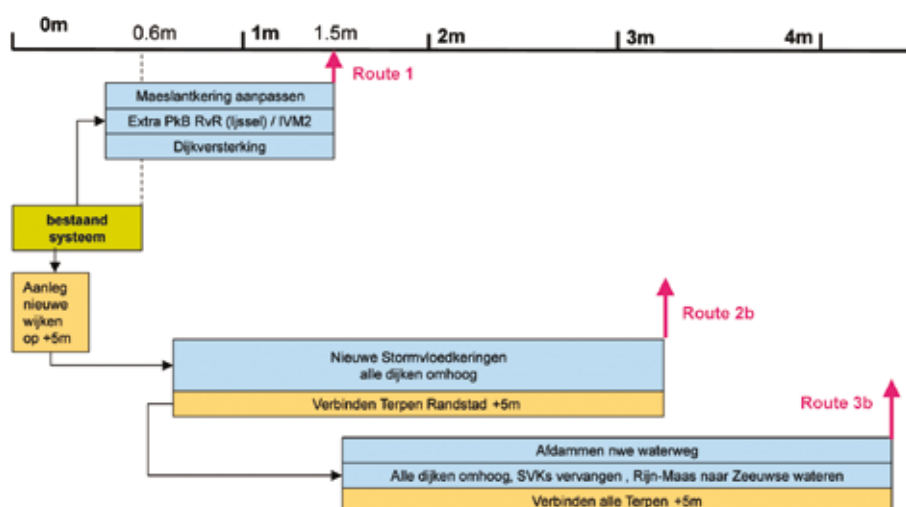 0m
0.6m
1m
1.5m
2m
3m
4m
Route 1
Maeslantkering aanpassen
Extra PkB RvR (Ijssel) / IVM2
Dijkversterking
bestaand
systeem
Aanleg
nieuwe
wijken
op +5m
Route 2b
Nieuwe Stormvloedkeringen
alle dijken omhoog
Verbinden Terpen Randstad +5m
Route 3b
Afdammen nwe waterweg
Alle dijken omhoog, SVKs vervangen , Rijn-Maas naar Zeeuwse wateren
Verbinden alle Terpen +5m